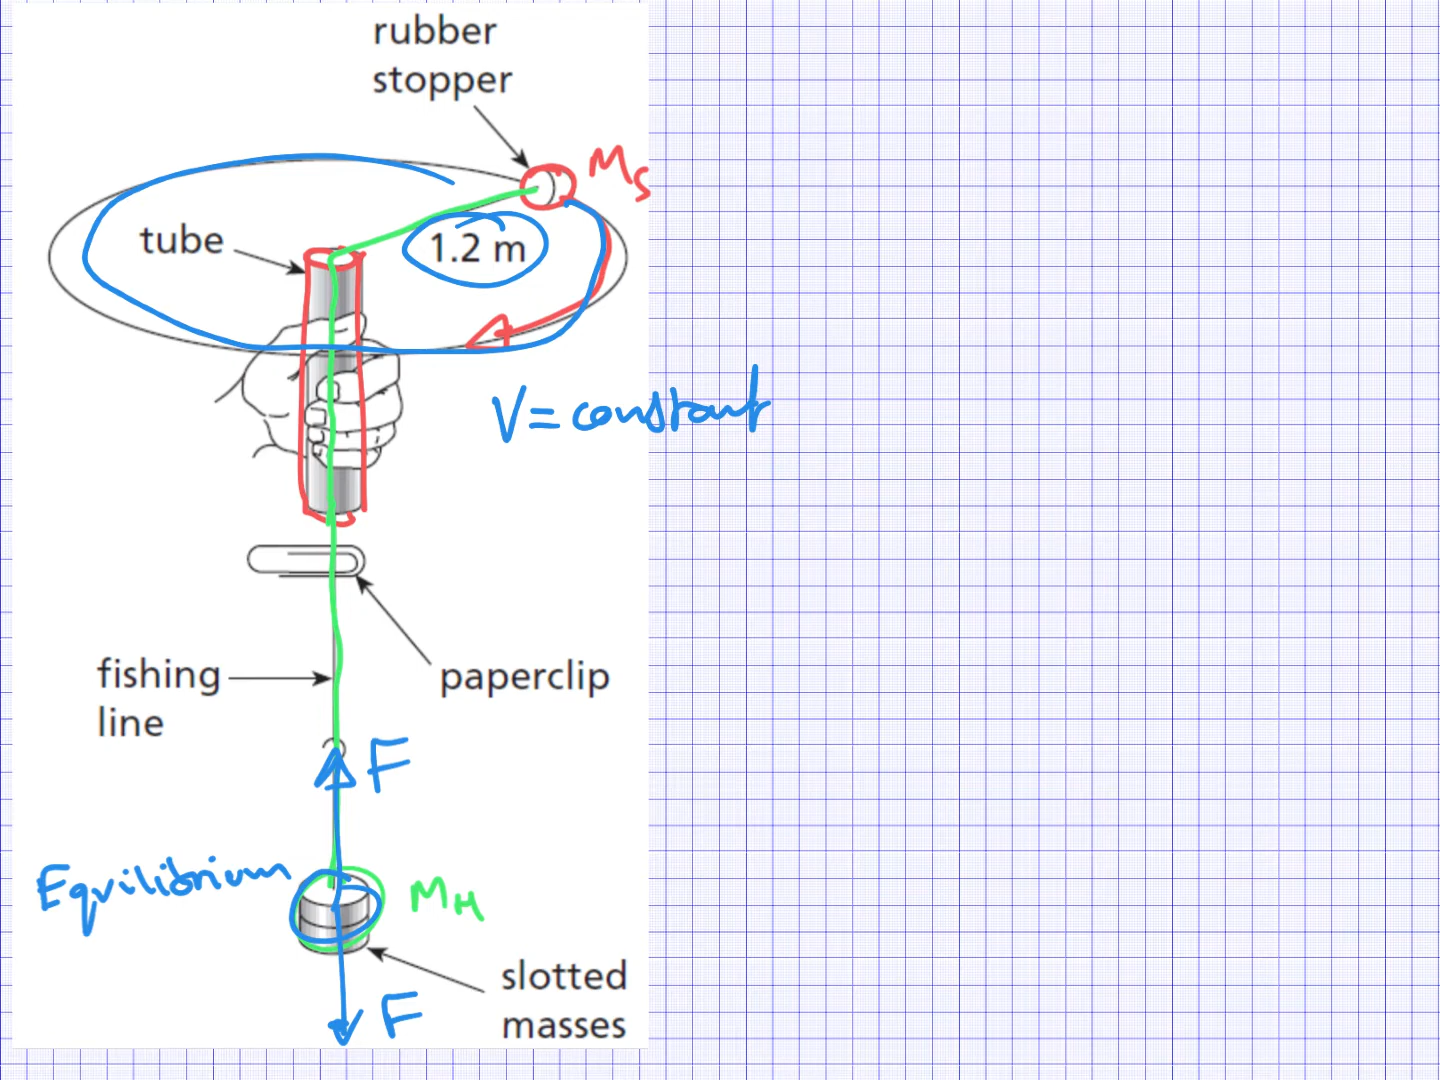 rubber
stopper
Ms
tube
1.2 m
V = constant
fishing
line
paperclip
F
Equilibrium
MH
slotted
masses
F